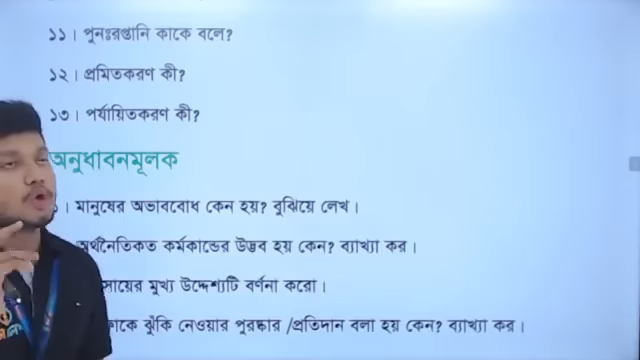 ১১। পুনঃরপ্তানি কাকে বলে?
১২। প্রমিতকরণ কী?
১৩। পর্যায়িতকরণ কী?
অনুধাবনমূলক
। মানুষের অভাববোধ কেন হয়? বুঝিয়ে লেখ।
অর্থনৈতিকত কর্মকান্ডের উদ্ভব হয় কেন? ব্যাখ্যা কর।
সায়ের মুখ্য উদ্দেশ্যটি বর্ণনা করো।
কে ঝুঁকি নেওয়ার পুরষ্কার /প্রতিদান বলা হয় কেন? ব্যাখ্যা কর।